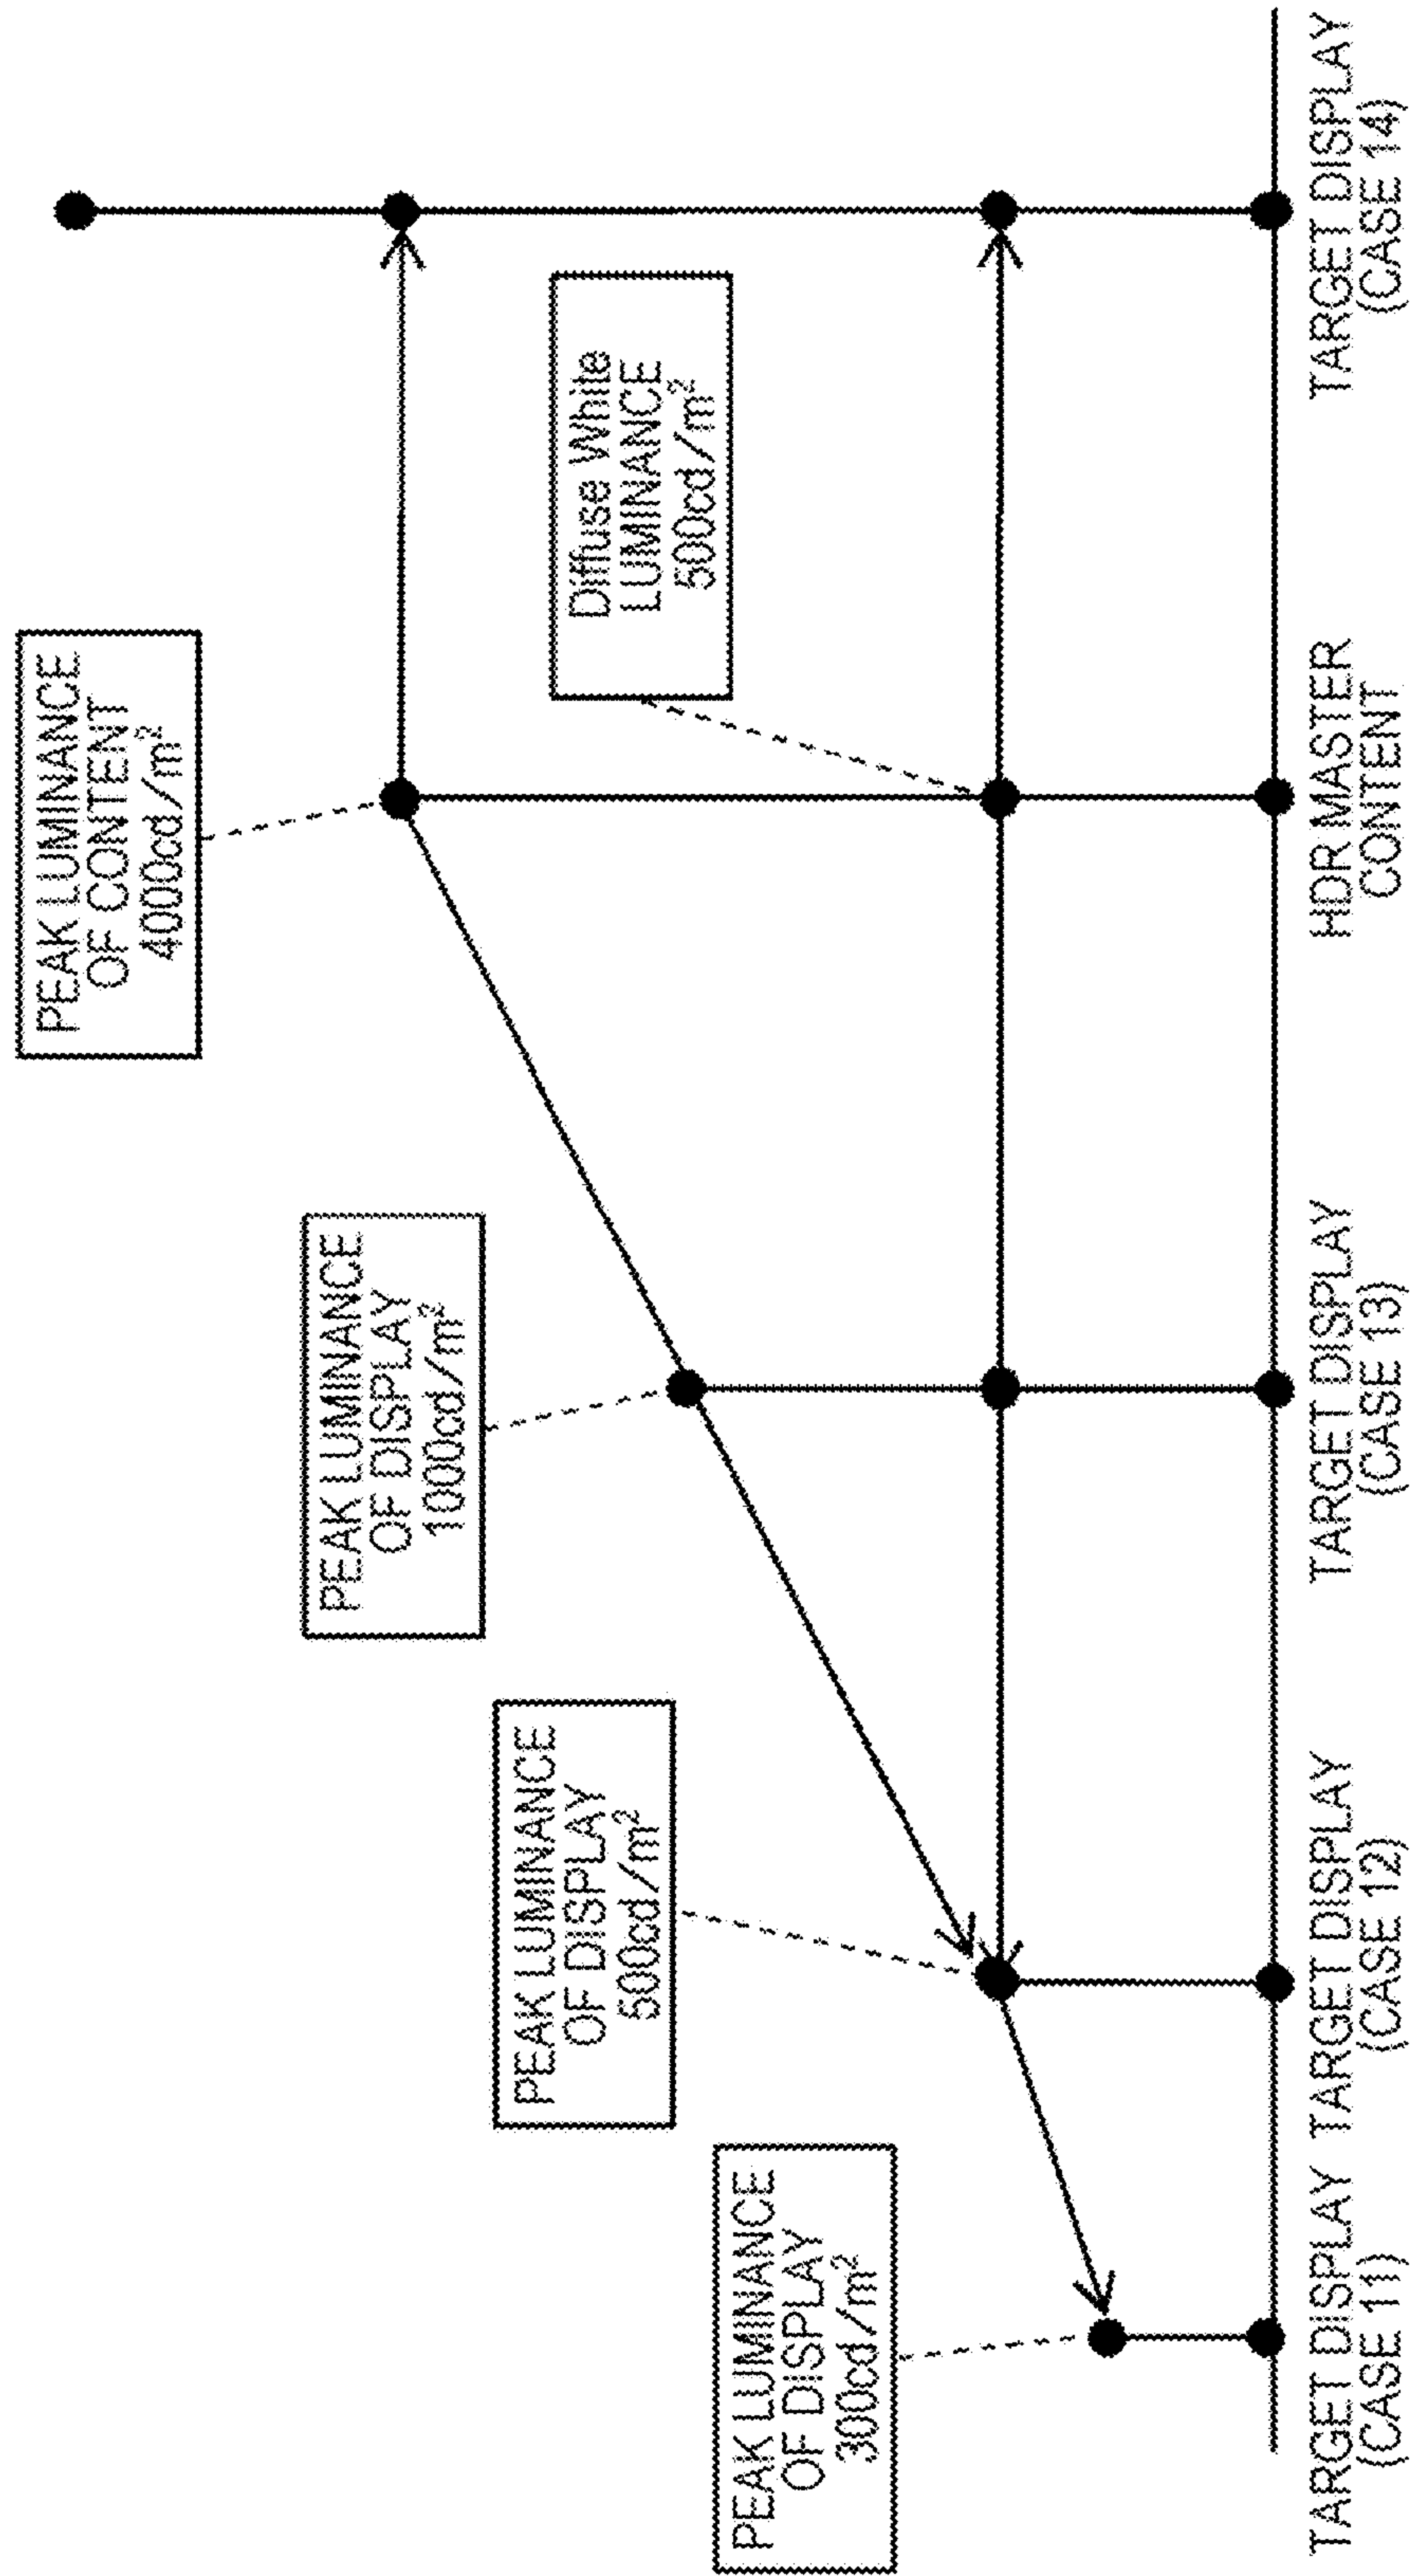 PEAK LUMINANCE
OF DISPLAY
300cd/m²
PEAK LUMINANCE
OF DISPLAY
500cd/m²
PEAK LUMINANCE
OF DISPLAY
1000cd/m²
PEAK LUMINANCE
OF CONTENT
4000cd/m²
Diffuse White
LUMINANCE
500cd/m²
TARGET DISPLAY
(CASE 11)
TARGET DISPLAY
(CASE 12)
TARGET DISPLAY
(CASE 13)
HDR MASTER
CONTENT
TARGET DISPLAY
(CASE 14)